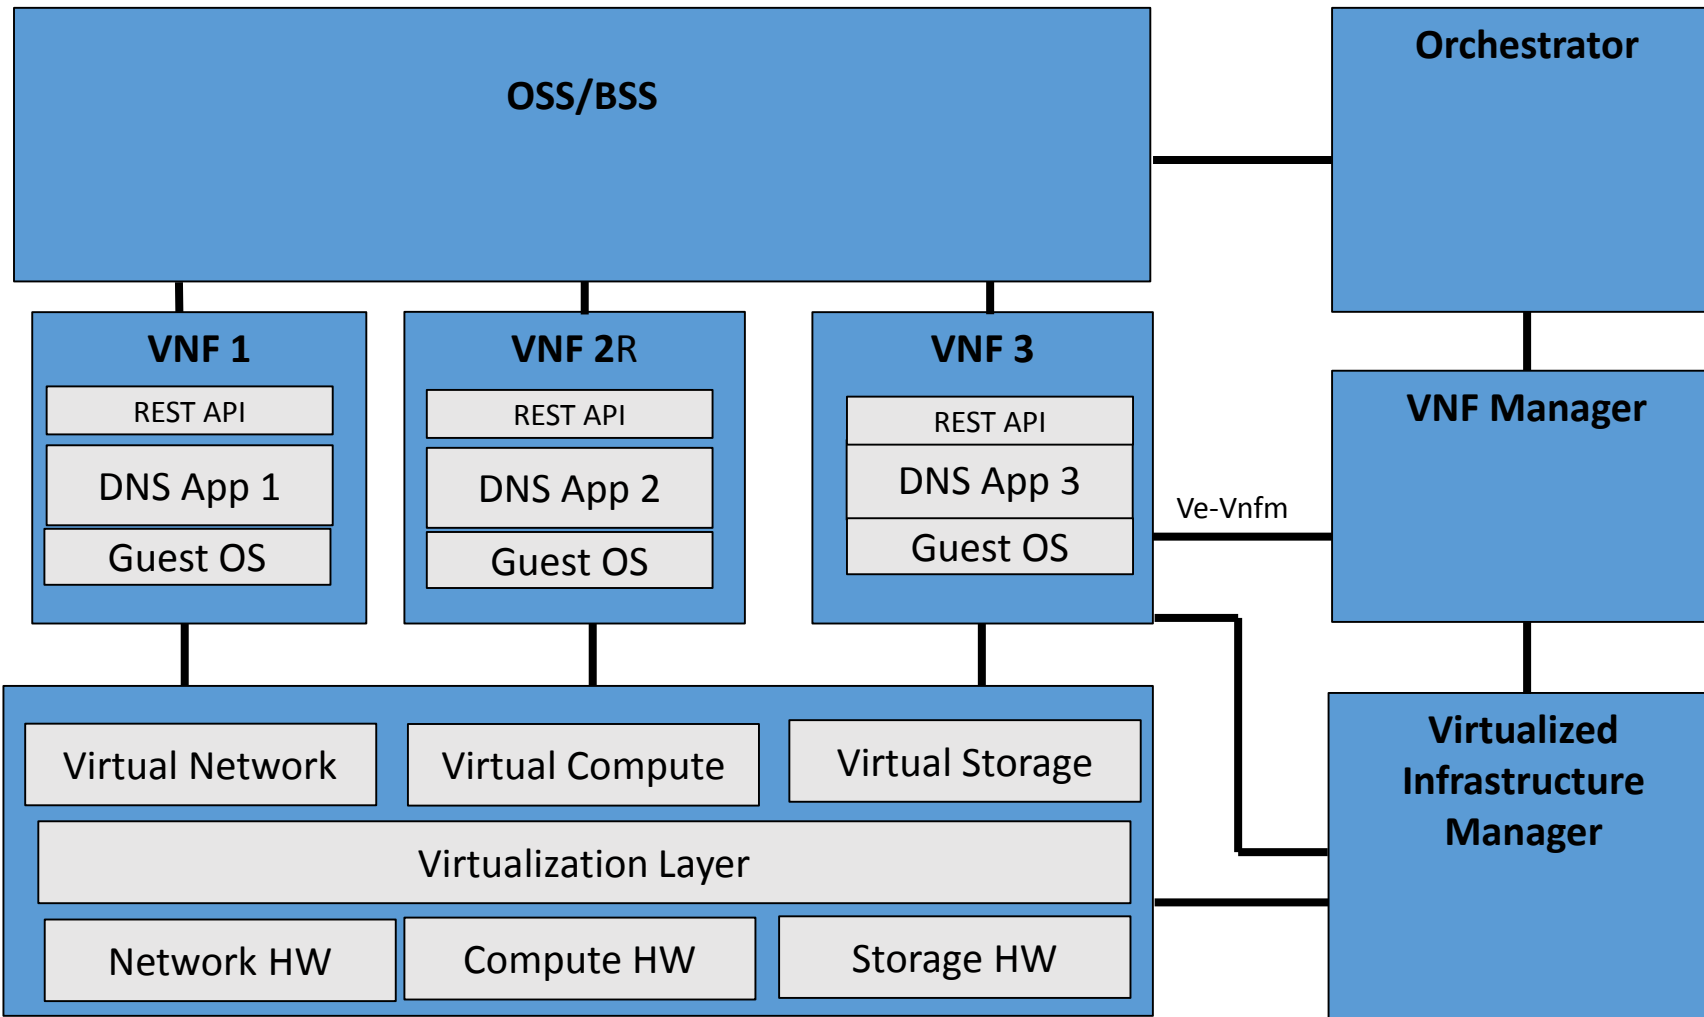 OSS/BSS
Orchestrator
VNF 1
REST API
DNS App 1
Guest OS
VNF 2R
REST API
DNS App 2
Guest OS
VNF 3
REST API
DNS App 3
Guest OS
Ve-Vnfm
VNF Manager
Virtual Network
Virtual Compute
Virtual Storage
Virtualization Layer
Network HW
Compute HW
Storage HW
Virtualized
Infrastructure
Manager